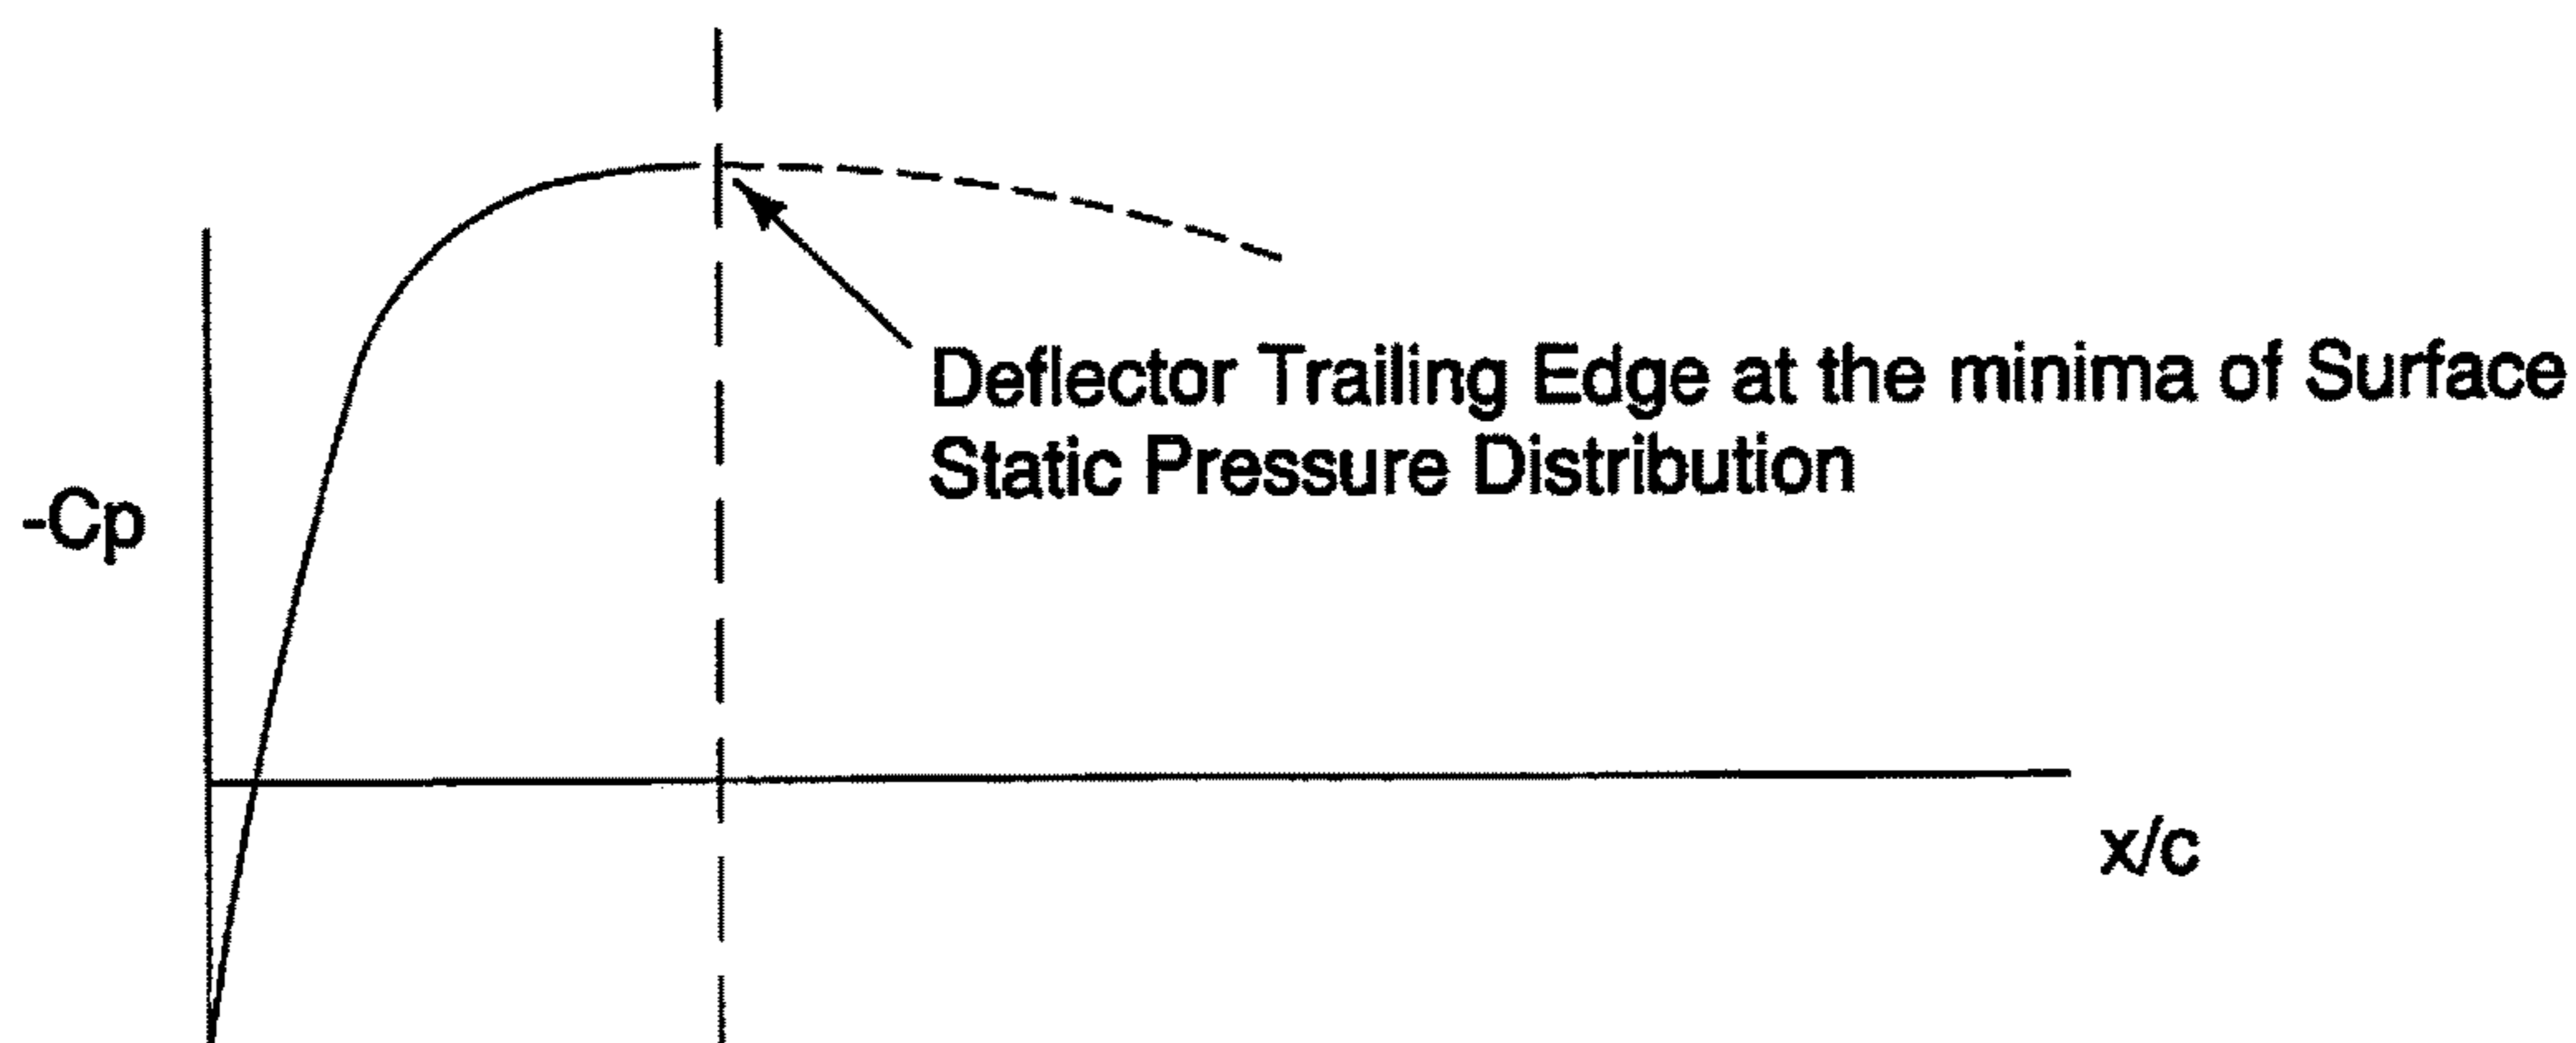 Deflector Trailing Edge at the minima of Surface
Static Pressure Distribution
-Cp
x/c